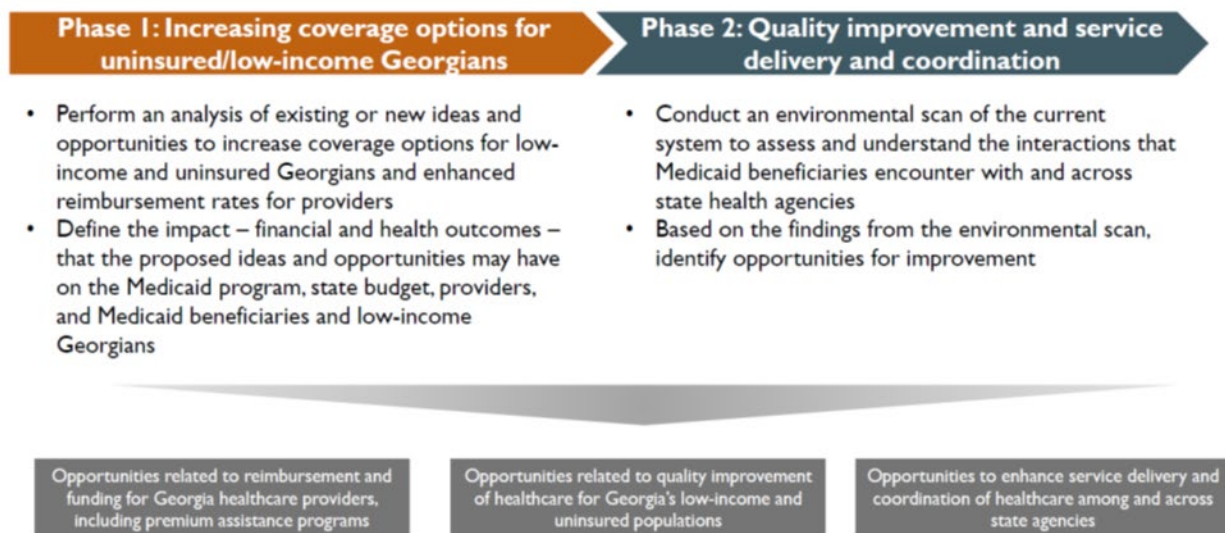 Phase 1: Increasing coverage options for
uninsured/low-income Georgians
Phase 2: Quality improvement and service
delivery and coordination
• Perform an analysis of existing or new ideas and
opportunities to increase coverage options for low-
income and uninsured Georgians and enhanced
reimbursement rates for providers
• Define the impact – financial and health outcomes –
that the proposed ideas and opportunities may have
on the Medicaid program, state budget, providers,
and Medicaid beneficiaries and low-income
Georgians
• Conduct an environmental scan of the current
system to assess and understand the interactions that
Medicaid beneficiaries encounter with and across
state health agencies
• Based on the findings from the environmental scan,
identify opportunities for improvement
Opportunities related to reimbursement and
funding for Georgia healthcare providers,
including premium assistance programs
Opportunities related to quality improvement
of healthcare for Georgia's low-income and
uninsured populations
Opportunities to enhance service delivery and
coordination of healthcare among and across
state agencies